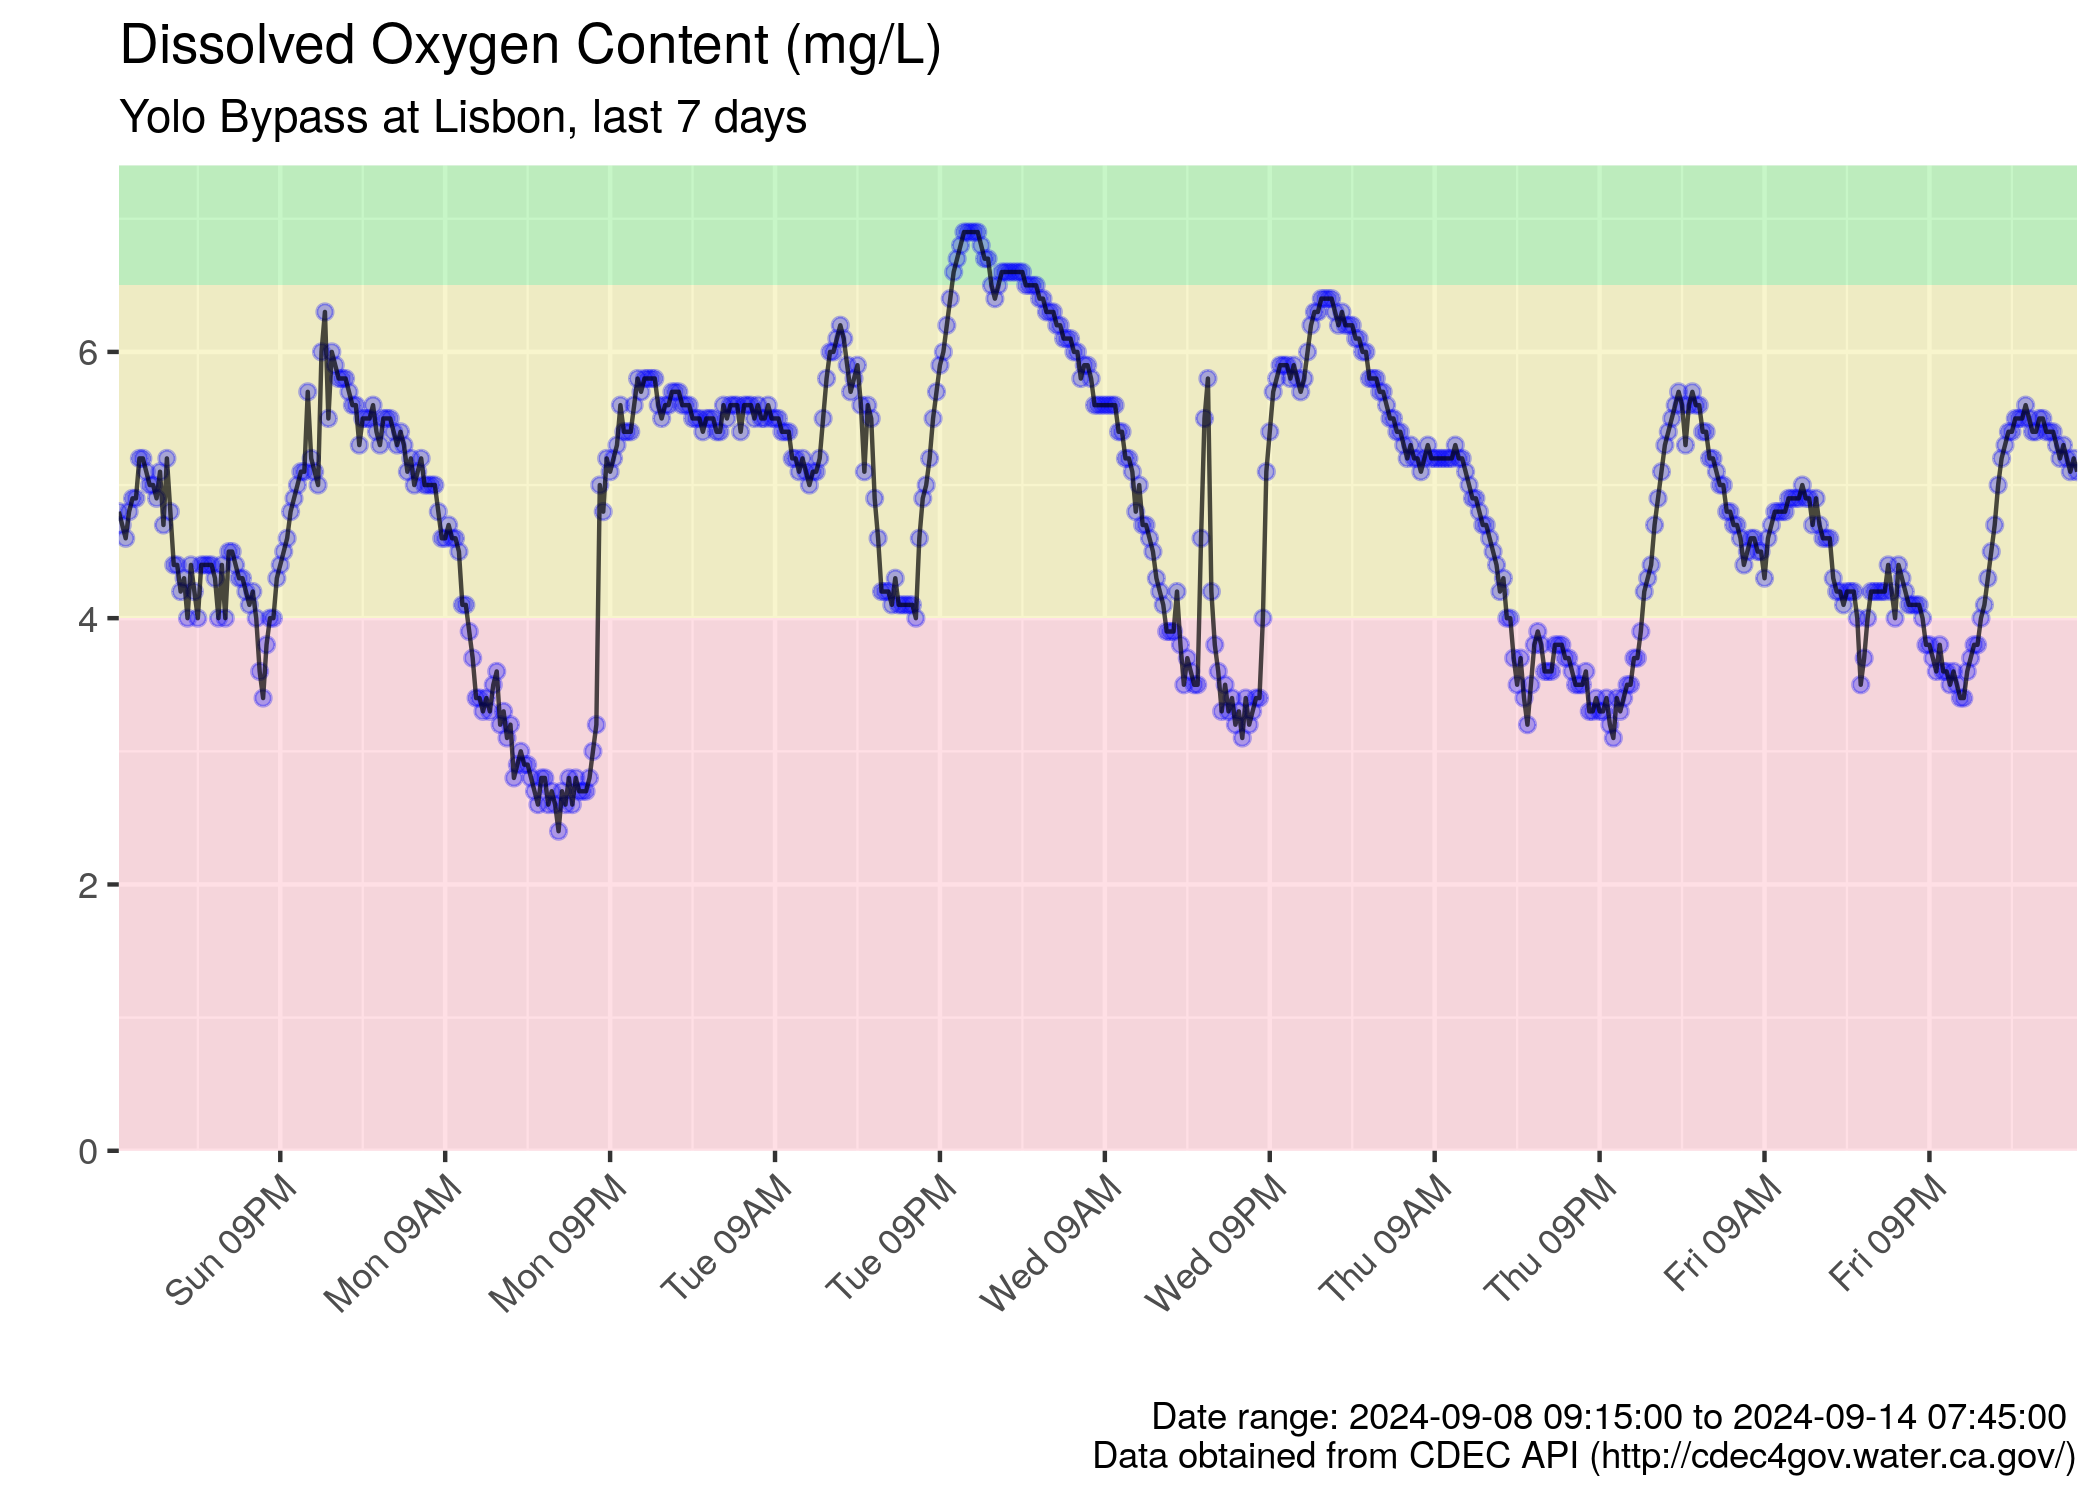 Dissolved Oxygen Content (mg/L)
Yolo Bypass at Lisbon, last 7 days
6
4
2
0
Sun 09PM
Mon 09AM
Mon 09PM
Tue 09AM
Tue 09PM
Wed 09AM
Wed 09PM
Thu 09AM
Thu 09PM
Fri 09AM
Fri 09PM
Date range: 2024-09-08 09:15:00 to 2024-09-14 07:45:00
Data obtained from CDEC API (http://cdec4gov.water.ca.gov/)